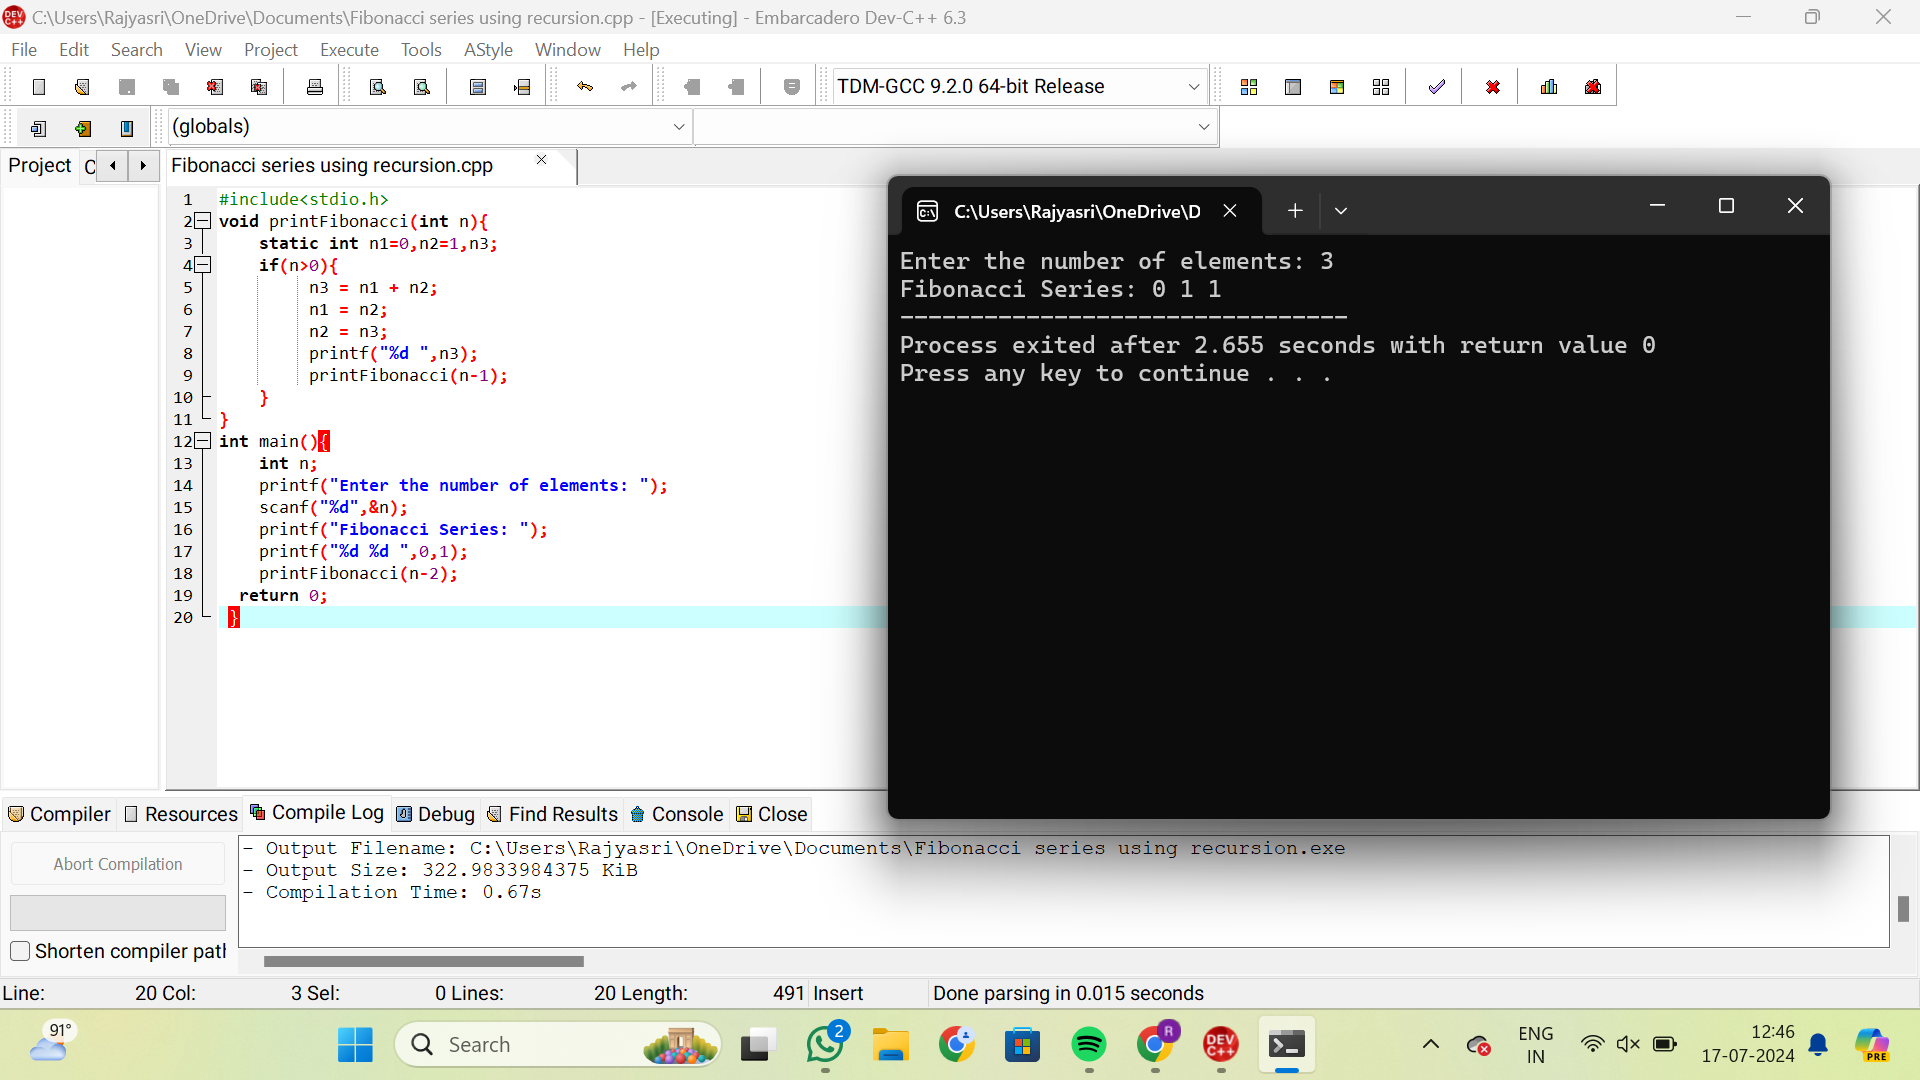 C:\Users\Rajyasri\OneDrive\Documents\Fibonacci series using recursion.cpp - [Executing] - Embarcadero Dev-C++ 6.3
File Edit Search View Project Execute Tools AStyle Window Help
TDM-GCC 9.2.0 64-bit Release
(globals)
Project C
Fibonacci series using recursion.cpp
1 #include<stdio.h>
2 void printFibonacci(int n){
3 static int n1=0,n2=1,n3;
4 if(n>0){
5 n3 = n1 + n2;
6 n1 = n2;
7 n2 = n3;
8 printf("%d ",n3);
9 printFibonacci(n-1);
10 }
11 }
12 int main(){
13 int n;
14 printf("Enter the number of elements: ");
15 scanf("%d",&n);
16 printf("Fibonacci Series: ");
17 printf("%d %d ",0,1);
18 printFibonacci(n-2);
19 return 0;
20 }
C:\Users\Rajyasri\OneDrive\D
Enter the number of elements: 3
Fibonacci Series: 0 1 1
--------------------------------
Process exited after 2.655 seconds with return value 0
Press any key to continue . . .
Compiler Resources Compile Log Debug Find Results Console Close
Abort Compilation
Shorten compiler path
- Output Filename: C:\Users\Rajyasri\OneDrive\Documents\Fibonacci series using recursion.exe
- Output Size: 322.9833984375 KiB
- Compilation Time: 0.67s
Line: 20 Col: 3 Sel: 0 Lines: 20 Length: 491 Insert Done parsing in 0.015 seconds
91°
Search
2
R
DEV C++
ENG
IN
12:46
17-07-2024
PRE